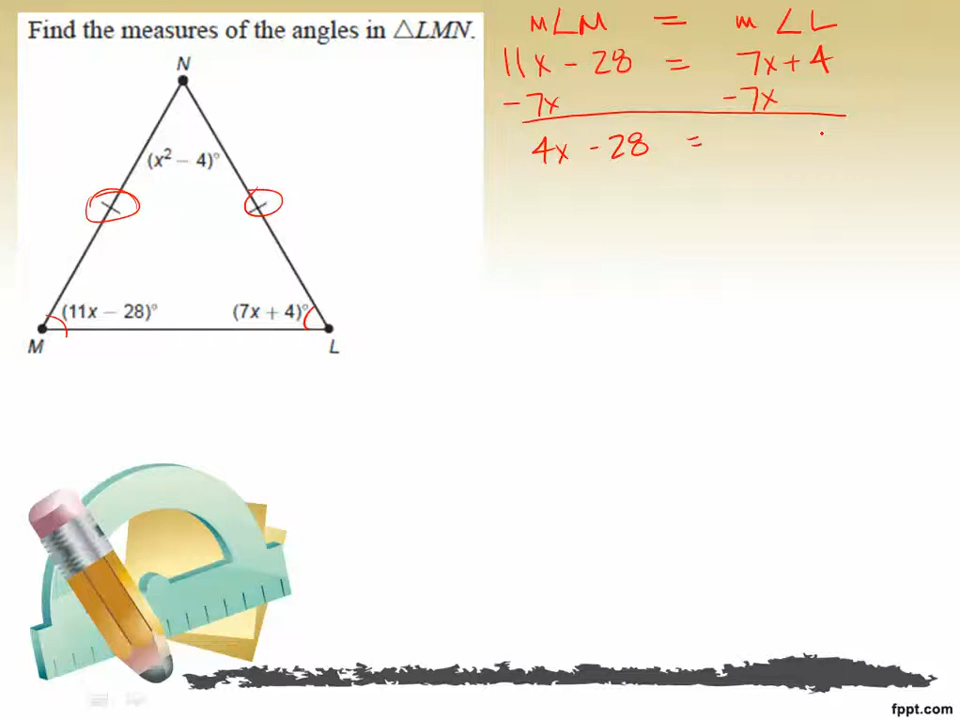 Find the measures of the angles in △LMN.
N
(x² – 4)°
(11x – 28)°
(7x + 4)°
M
L
m∠M = m∠L
11x - 28 = 7x + 4
-7x -7x
4x - 28 =
fppt.com